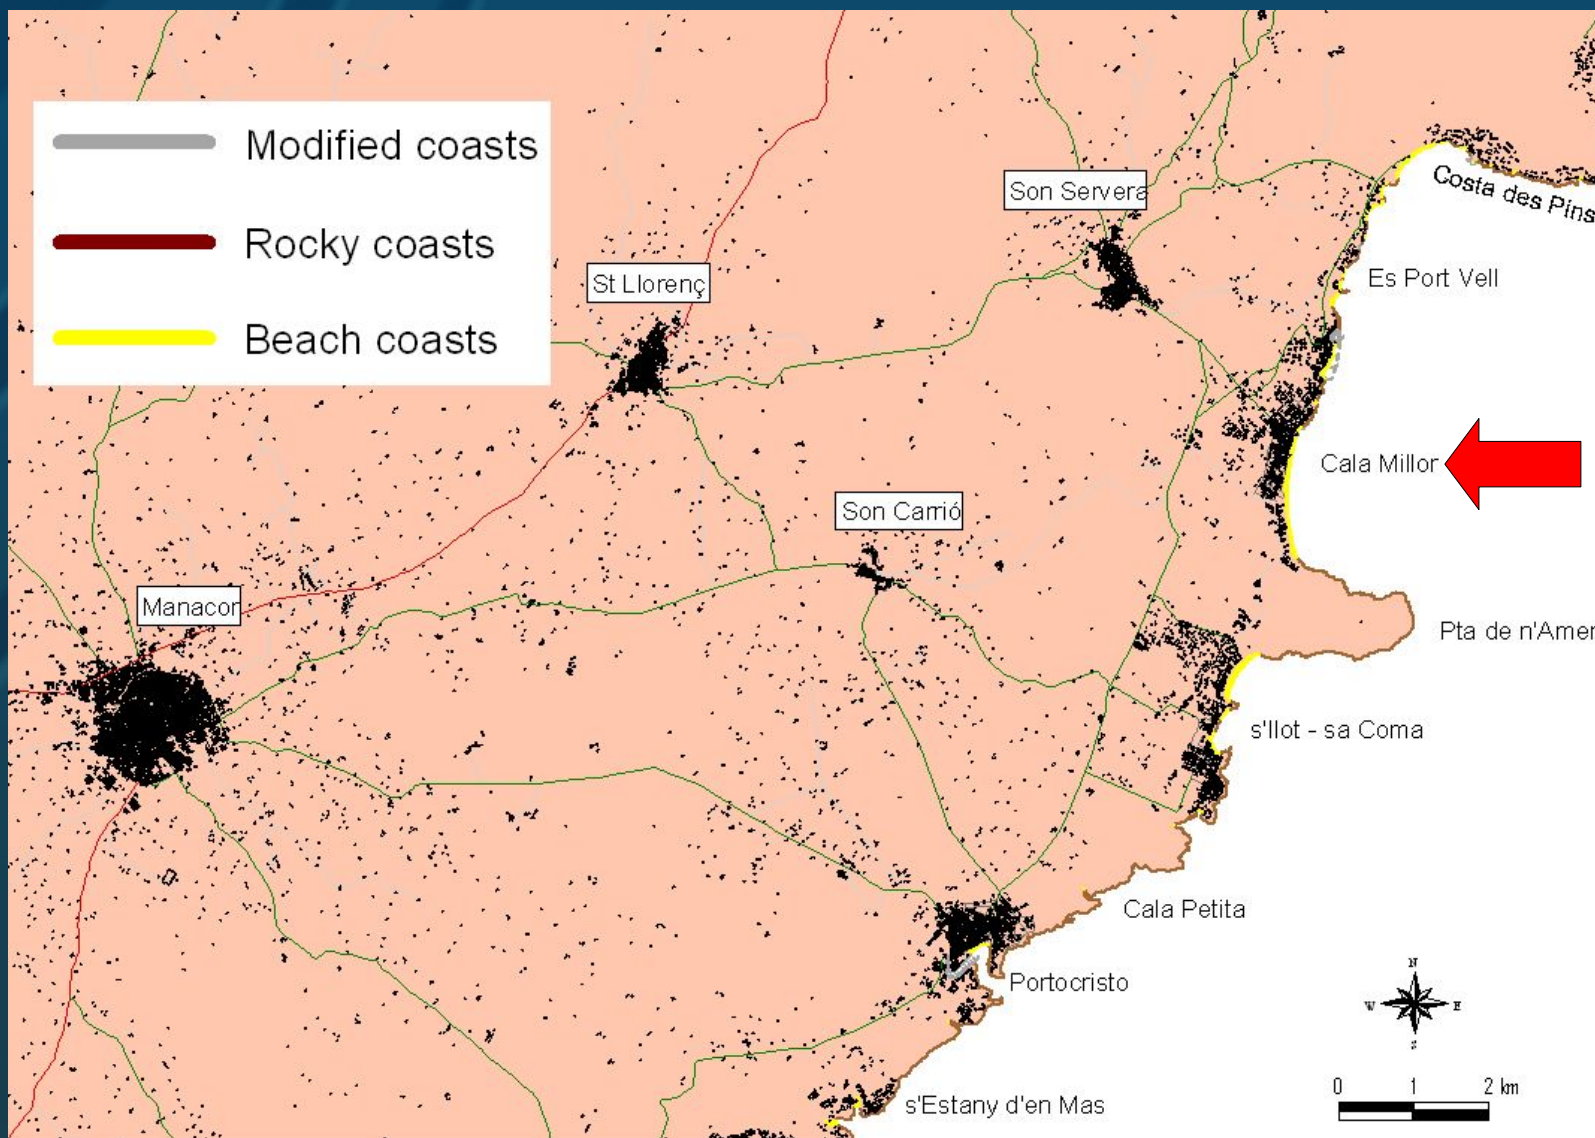 Modified coasts
Rocky coasts
Beach coasts
Son Servera
Costa des Pins
St Llorenç
Es Port Vell
Cala Millor
Son Carrió
Manacor
Pta de n'Amer
s'Illot - sa Coma
Cala Petita
Portocristo
s'Estany d'en Mas
N
W E
S
0 1 2 km